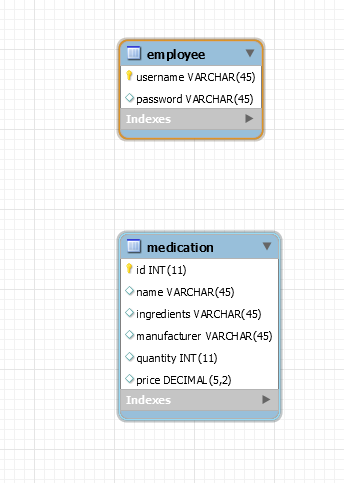 employee
username VARCHAR(45)
password VARCHAR(45)
Indexes
medication
id INT(11)
name VARCHAR(45)
ingredients VARCHAR(45)
manufacturer VARCHAR(45)
quantity INT(11)
price DECIMAL(5,2)
Indexes